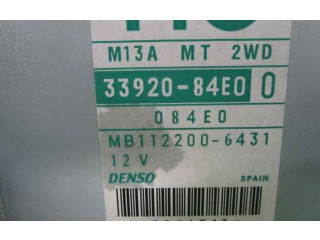 M13A MT 2WD
33920-84E0 0
084E0
MB112200-6431
12V
DENSO SPAIN